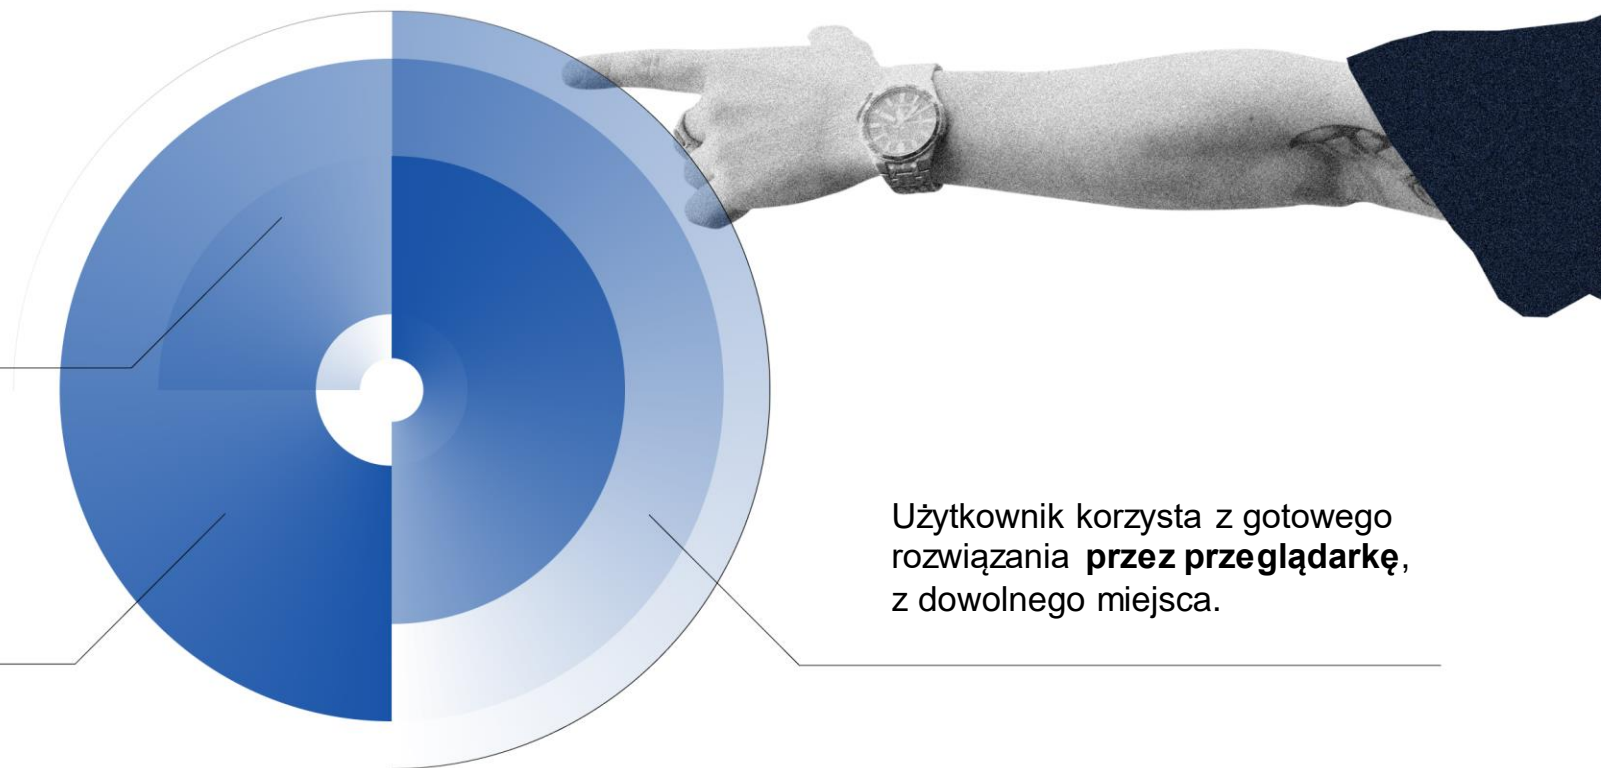 Użytkownik korzysta z gotowego
rozwiązania przez przeglądarkę,
z dowolnego miejsca.